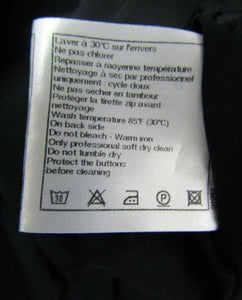 Laver à 30°C sur l'envers
Ne pas chlorer
Repasser à moyenne température
Nettoyage à sec par professionnel
uniquement : cycle doux
Ne pas sécher en tambour
Protéger la tirette zip avant
nettoyage
Wash temperature 85°F (30°C)
On back side
Do not bleach - Warm iron
Only professional soft dry clean
Do not tumble dry
Protect the buttons
before cleaning
30 P